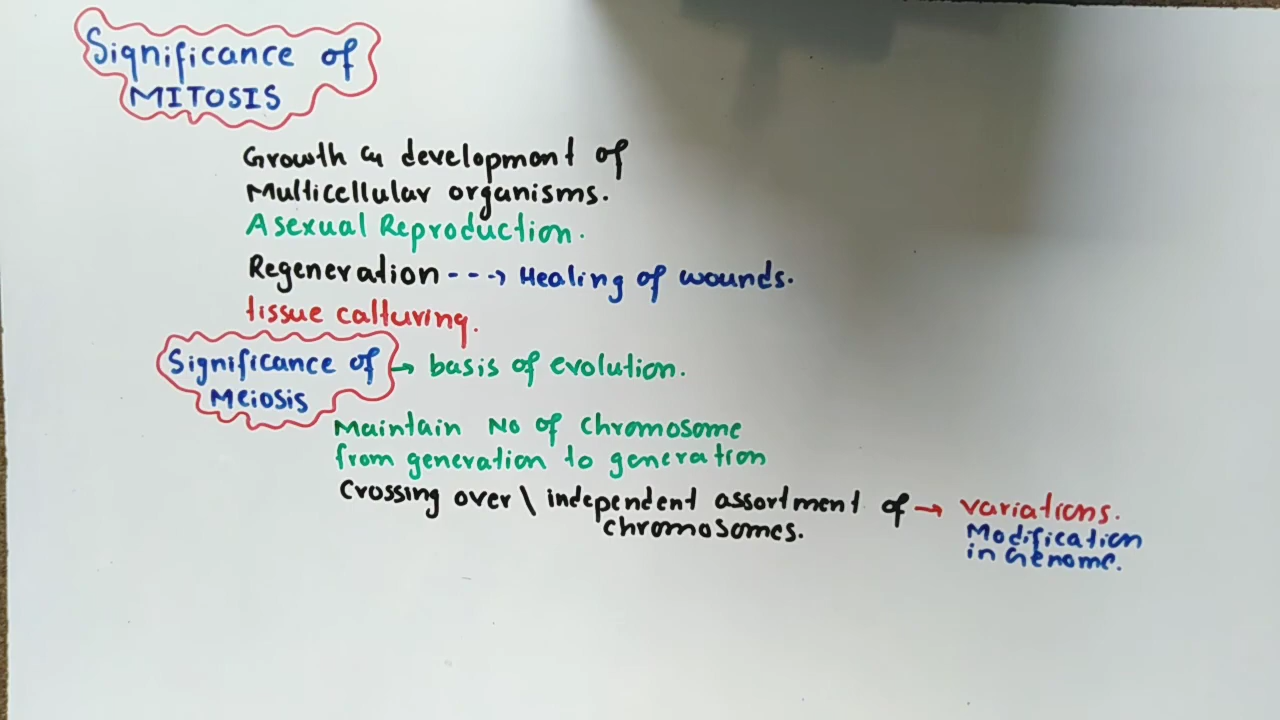 Significance of
MITOSIS
Growth & development of
Multicellular organisms.
Asexual Reproduction.
Regeneration ---→ Healing of wounds.
tissue calturing.
Significance of → basis of evolution.
Meiosis
Maintain No of chromosome
from generation to generation
Crossing over \ independent assortment of → variations.
chromosomes.
Modification
in Genome.